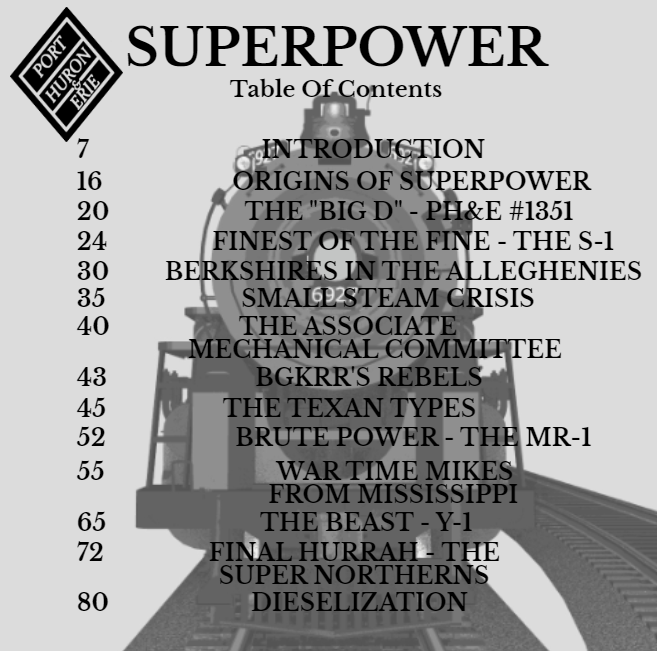 PORT
HURON
&
ERIE
SUPERPOWER
Table Of Contents
7 INTRODUCTION
16 ORIGINS OF SUPERPOWER
20 THE "BIG D" - PH&E #1351
24 FINEST OF THE FINE - THE S-1
30 BERKSHIRES IN THE ALLEGHENIES
35 SMALL STEAM CRISIS
40 THE ASSOCIATE
MECHANICAL COMMITTEE
43 BGKRR'S REBELS
45 THE TEXAN TYPES
52 BRUTE POWER - THE MR-1
55 WAR TIME MIKES
FROM MISSISSIPPI
65 THE BEAST - Y-1
72 FINAL HURRAH - THE
SUPER NORTHERNS
80 DIESELIZATION